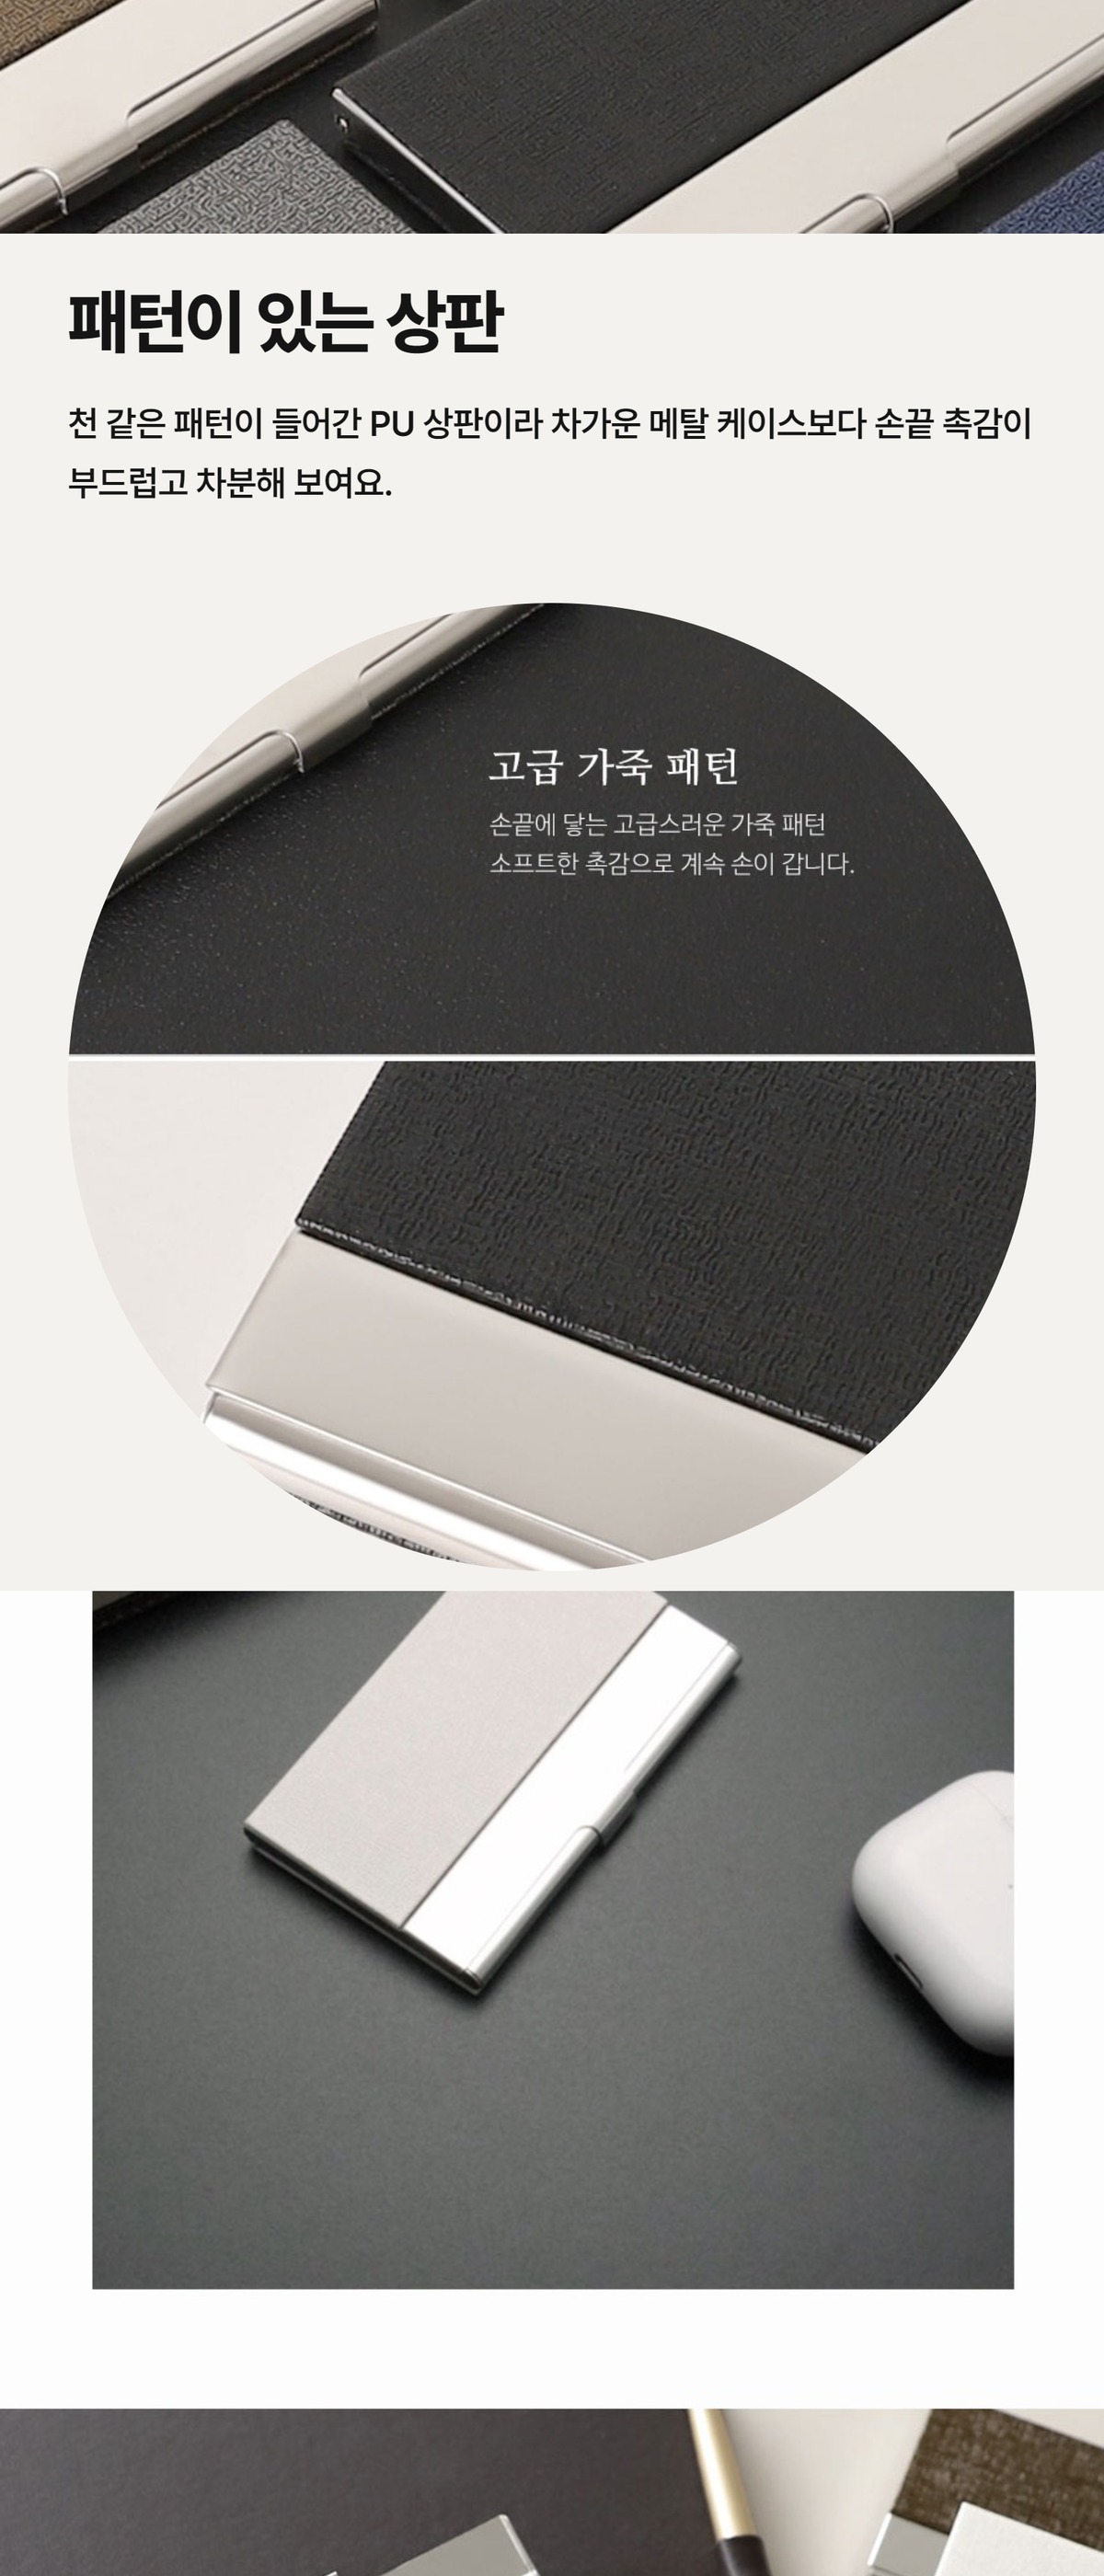 패턴이 있는 상판
천 같은 패턴이 들어간 PU 상판이라 차가운 메탈 케이스보다 손끝 촉감이
부드럽고 차분해 보여요.
고급 가죽 패턴
손끝에 닿는 고급스러운 가죽 패턴
소프트한 촉감으로 계속 손이 갑니다.